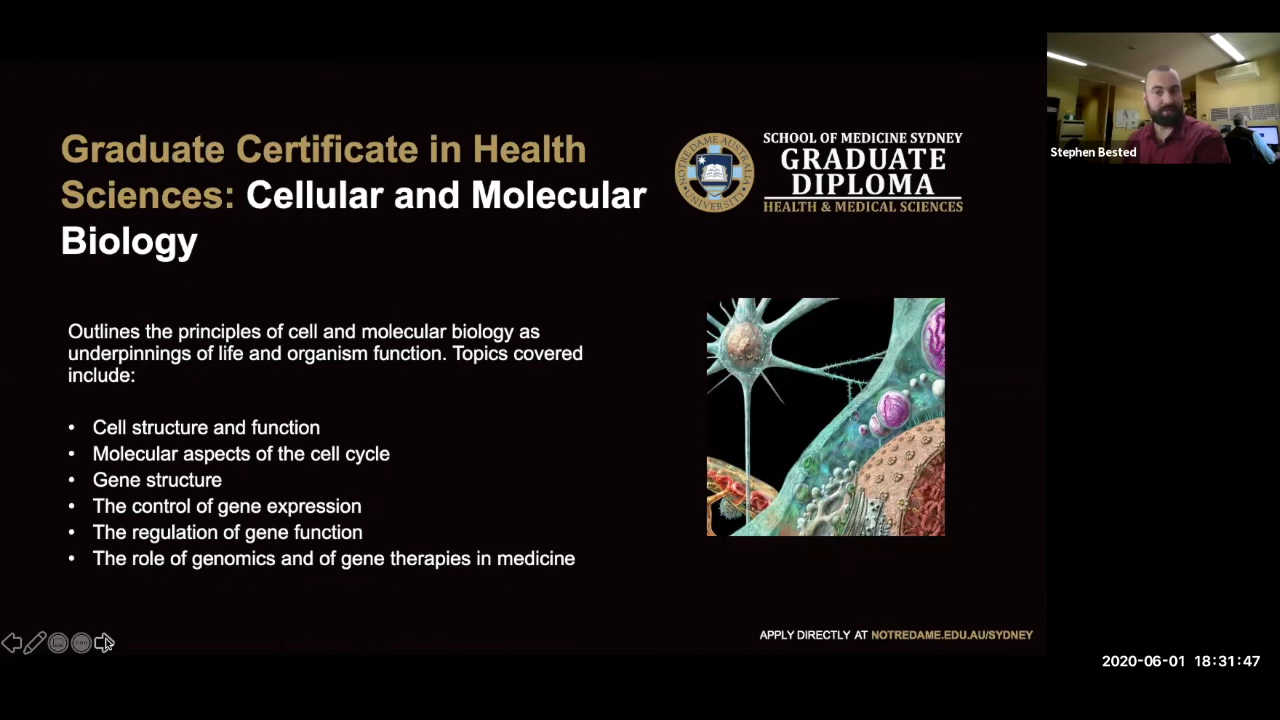 Graduate Certificate in Health
Sciences: Cellular and Molecular
Biology
NOTRE DAME AUSTRALIA
UNIVERSITY
SCHOOL OF MEDICINE SYDNEY
GRADUATE
DIPLOMA
HEALTH & MEDICAL SCIENCES
Stephen Bested
Outlines the principles of cell and molecular biology as
underpinnings of life and organism function. Topics covered
include:
• Cell structure and function
• Molecular aspects of the cell cycle
• Gene structure
• The control of gene expression
• The regulation of gene function
• The role of genomics and of gene therapies in medicine
APPLY DIRECTLY AT NOTREDAME.EDU.AU/SYDNEY
2020-06-01 18:31:47